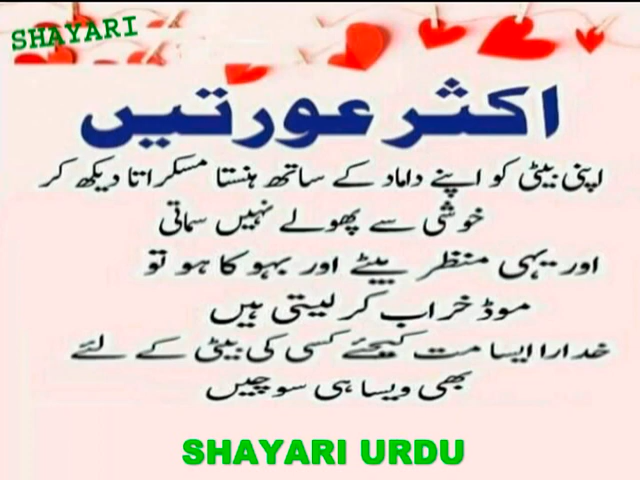 SHAYARI
اکثر عورتیں
اپنی بیٹی کو اپنے داماد کے ساتھ ہنستا مسکراتا دیکھ کر
خوشی سے پھولے نہیں سماتی
اور یہی منظر بیٹے اور بہو کا ہو تو
موڈ خراب کر لیتی ہیں
خدارا ایسا مت کیجئے کسی کی بیٹی کے لئے
بھی ویسا ہی سوچیں
SHAYARI URDU